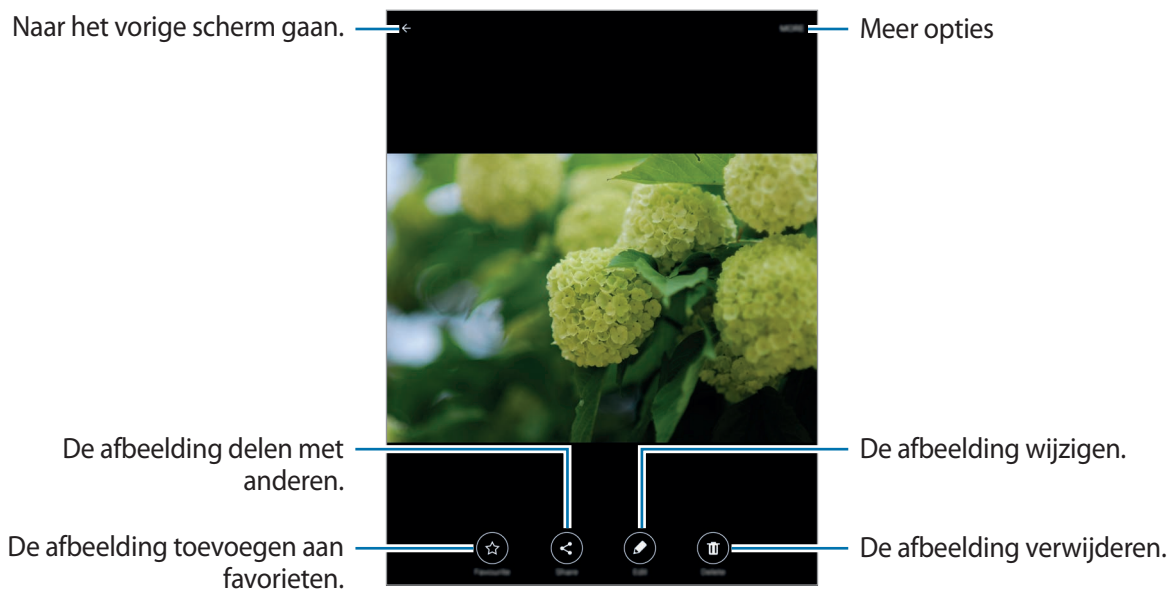 Naar het vorige scherm gaan.
MORE
Meer opties
De afbeelding delen met
anderen.
De afbeelding wijzigen.
De afbeelding toevoegen aan
favorieten.
De afbeelding verwijderen.
Favourite
Share
Edit
Delete